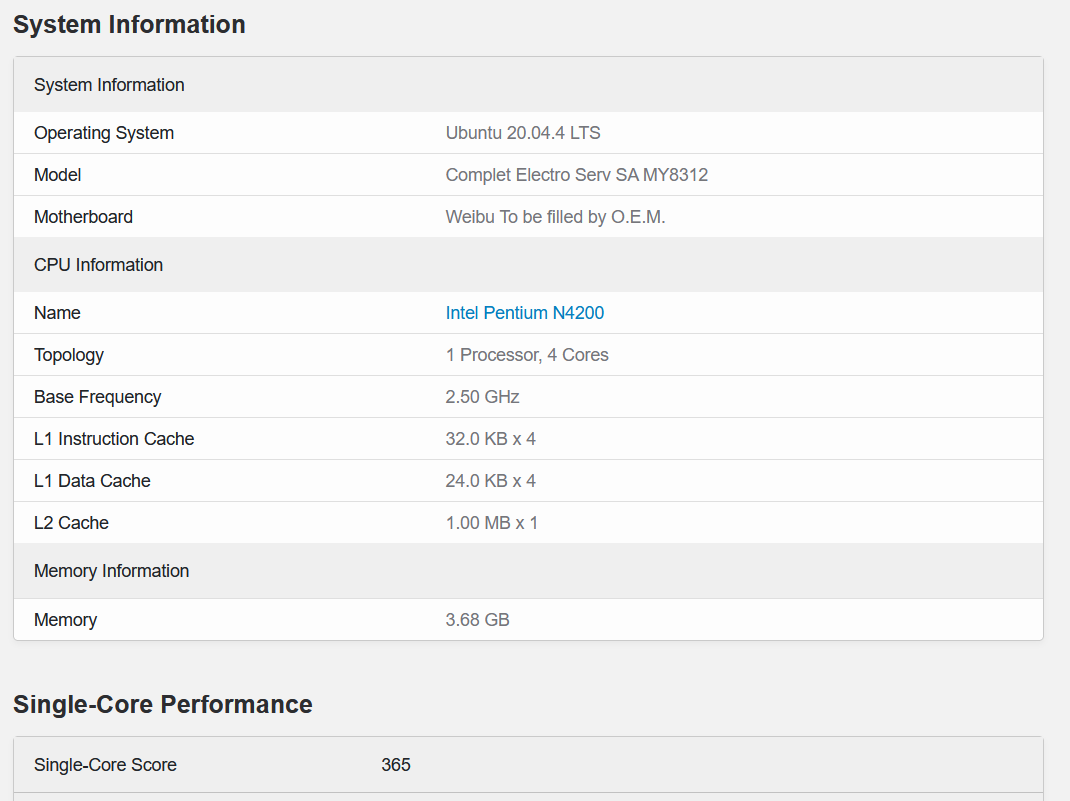 System Information
System Information
Operating System Ubuntu 20.04.4 LTS
Model Complet Electro Serv SA MY8312
Motherboard Weibu To be filled by O.E.M.
CPU Information
Name Intel Pentium N4200
Topology 1 Processor, 4 Cores
Base Frequency 2.50 GHz
L1 Instruction Cache 32.0 KB x 4
L1 Data Cache 24.0 KB x 4
L2 Cache 1.00 MB x 1
Memory Information
Memory 3.68 GB
Single-Core Performance
Single-Core Score 365